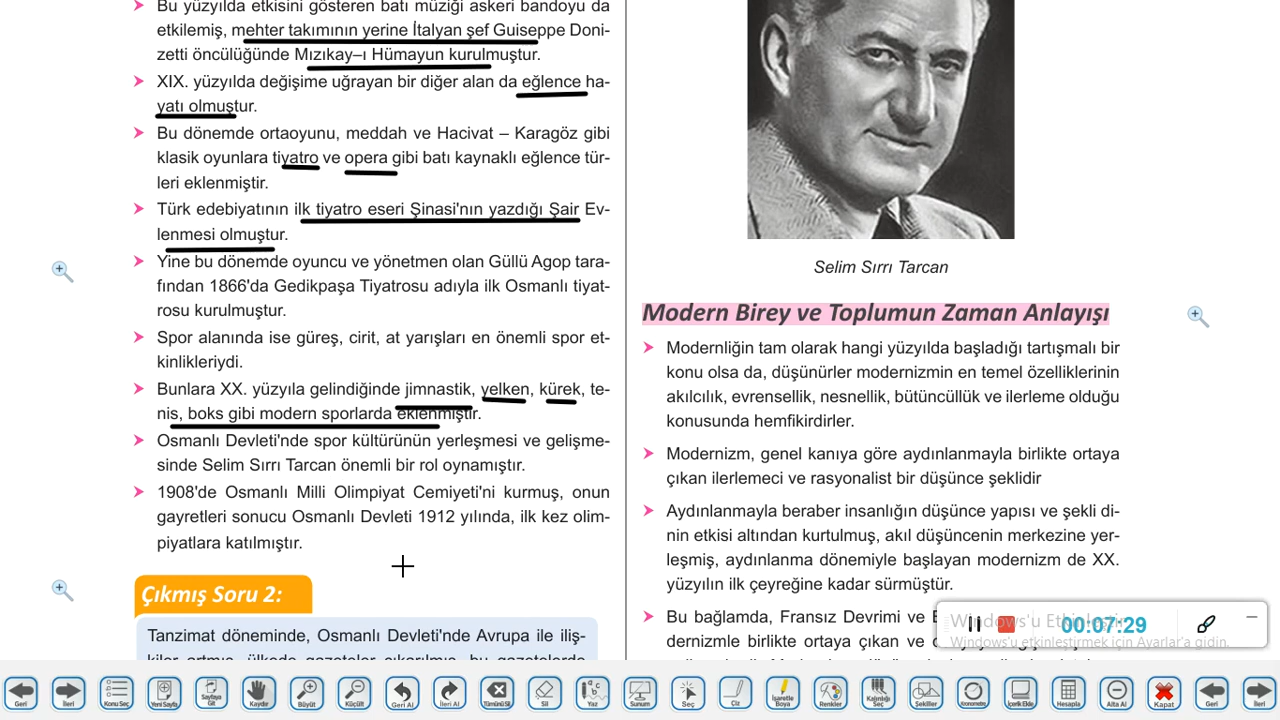 Bu yüzyılda etkisini gösteren batı müziği askeri bandoyu da
etkilemiş, mehter takımının yerine İtalyan şef Guiseppe Doni-
zetti öncülüğünde Mızıkay–ı Hümayun kurulmuştur.
XIX. yüzyılda değişime uğrayan bir diğer alan da eğlence ha-
yatı olmuştur.
Bu dönemde ortaoyunu, meddah ve Hacivat – Karagöz gibi
klasik oyunlara tiyatro ve opera gibi batı kaynaklı eğlence tür-
leri eklenmiştir.
Türk edebiyatının ilk tiyatro eseri Şinasi'nın yazdığı Şair Ev-
lenmesi olmuştur.
Yine bu dönemde oyuncu ve yönetmen olan Güllü Agop tara-
fından 1866'da Gedikpaşa Tiyatrosu adıyla ilk Osmanlı tiyat-
rosu kurulmuştur.
Spor alanında ise güreş, cirit, at yarışları en önemli spor et-
kinlikleriydi.
Bunlara XX. yüzyıla gelindiğinde jimnastik, yelken, kürek, te-
nis, boks gibi modern sporlarda eklenmiştir.
Osmanlı Devleti'nde spor kültürünün yerleşmesi ve gelişme-
sinde Selim Sırrı Tarcan önemli bir rol oynamıştır.
1908'de Osmanlı Milli Olimpiyat Cemiyeti'ni kurmuş, onun
gayretleri sonucu Osmanlı Devleti 1912 yılında, ilk kez olim-
piyatlara katılmıştır.
Çıkmış Soru 2:
Tanzimat döneminde, Osmanlı Devleti'nde Avrupa ile iliş-
Selim Sırrı Tarcan
Modern Birey ve Toplumun Zaman Anlayışı
Modernliğin tam olarak hangi yüzyılda başladığı tartışmalı bir
konu olsa da, düşünürler modernizmin en temel özelliklerinin
akılcılık, evrensellik, nesnellik, bütüncüllük ve ilerleme olduğu
konusunda hemfikirdirler.
Modernizm, genel kanıya göre aydınlanmayla birlikte ortaya
çıkan ilerlemeci ve rasyonalist bir düşünce şeklidir
Aydınlanmayla beraber insanlığın düşünce yapısı ve şekli di-
nin etkisi altından kurtulmuş, akıl düşüncenin merkezine yer-
leşmiş, aydınlanma dönemiyle başlayan modernizm de XX.
yüzyılın ilk çeyreğine kadar sürmüştür.
Bu bağlamda, Fransız Devrimi ve
dernizmle birlikte ortaya çıkan ve
Windows'u Etkinleştir
00:07:29
Windows'u etkinleştirmek için Ayarlar'a gidin.
Geri İleri Konu Seç Yeni Sayfa Sayfaya Git Kaydır Büyüt Küçült Geri Al İleri Al Tümünü Sil Sil Yaz Sunum Seç Çiz İşaretle Boya Renkler Kalınlığı Seç Şekiller Kronometre İçerik Ekle Hesapla Alta Al Kapat Geri İleri